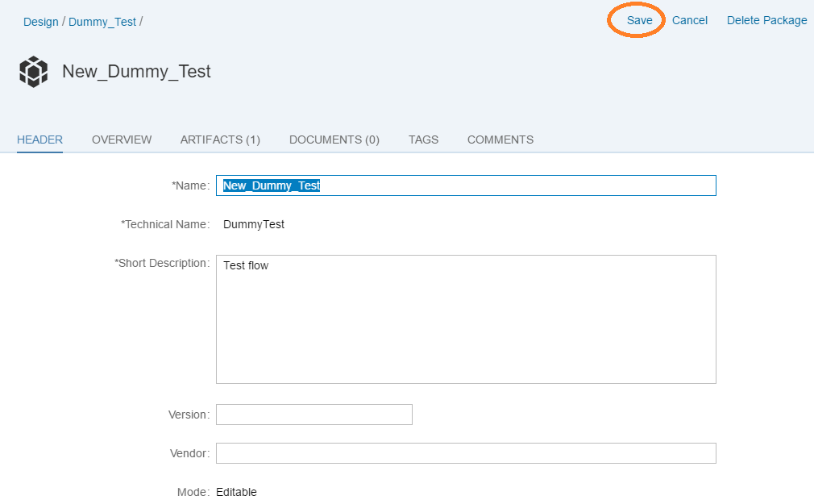 Design / Dummy_Test /
Save Cancel Delete Package
New_Dummy_Test
HEADER OVERVIEW ARTIFACTS (1) DOCUMENTS (0) TAGS COMMENTS
*Name: New_Dummy_Test
*Technical Name: DummyTest
*Short Description: Test flow
Version:
Vendor:
Mode: Editable